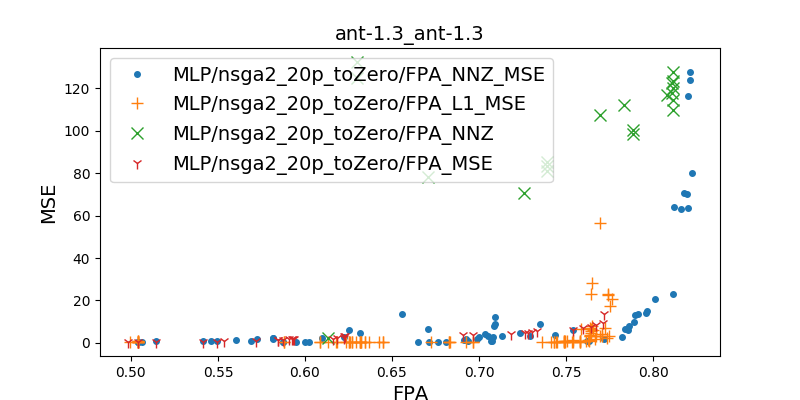 ant-1.3_ant-1.3
MLP/nsga2_20p_toZero/FPA_NNZ_MSE
MLP/nsga2_20p_toZero/FPA_L1_MSE
MLP/nsga2_20p_toZero/FPA_NNZ
MLP/nsga2_20p_toZero/FPA_MSE
MSE
120
100
80
60
40
20
0
0.50 0.55 0.60 0.65 0.70 0.75 0.80
FPA